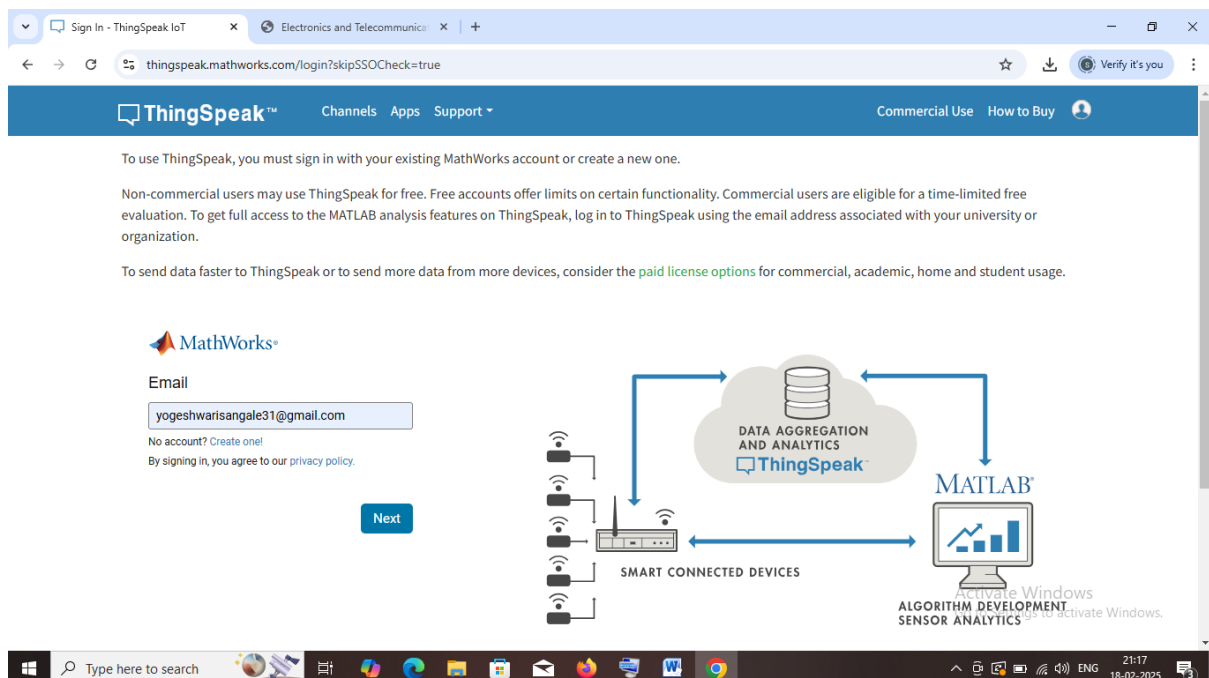 Sign In - ThingSpeak IoT
Electronics and Telecommunica
thingspeak.mathworks.com/login?skipSSOCheck=true
S
Verify it's you
ThingSpeak™
Channels Apps Support
Commercial Use How to Buy
To use ThingSpeak, you must sign in with your existing MathWorks account or create a new one.
Non-commercial users may use ThingSpeak for free. Free accounts offer limits on certain functionality. Commercial users are eligible for a time-limited free
evaluation. To get full access to the MATLAB analysis features on ThingSpeak, log in to ThingSpeak using the email address associated with your university or
organization.
To send data faster to ThingSpeak or to send more data from more devices, consider the paid license options for commercial, academic, home and student usage.
MathWorks®
Email
yogeshwarisangale31@gmail.com
No account? Create one!
By signing in, you agree to our privacy policy.
Next
DATA AGGREGATION
AND ANALYTICS
ThingSpeak™
MATLAB®
SMART CONNECTED DEVICES
ALGORITHM DEVELOPMENT
SENSOR ANALYTICS
Activate Windows
Go to Settings to activate Windows.
Type here to search
W
ENG
21:17
18-02-2025
3